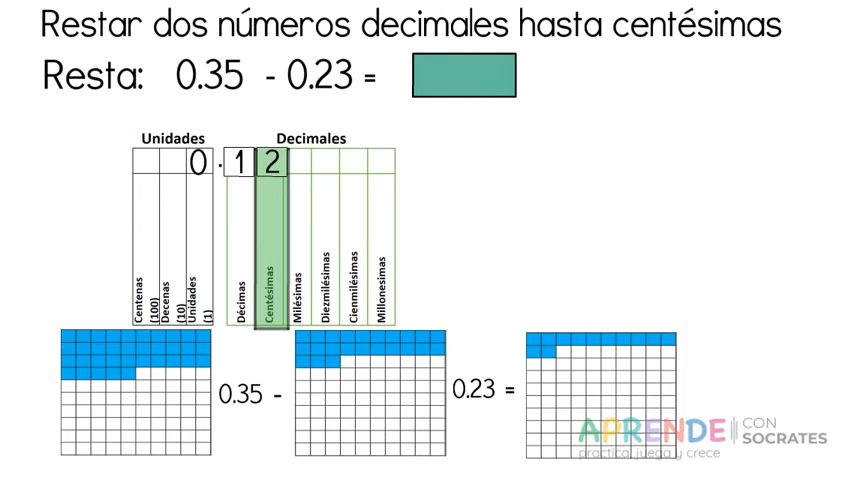 Restar dos números decimales hasta centésimas
Resta: 0.35 - 0.23 =
Unidades Decimales
0 . 1 2
Centenas (100)
Decenas (10)
Unidades (1)
Décimas
Centésimas
Milésimas
Diezmilésimas
Cienmilésimas
Millonesimas
0.35 - 0.23 =
APRENDE CON SOCRATES
practica, juega y crece